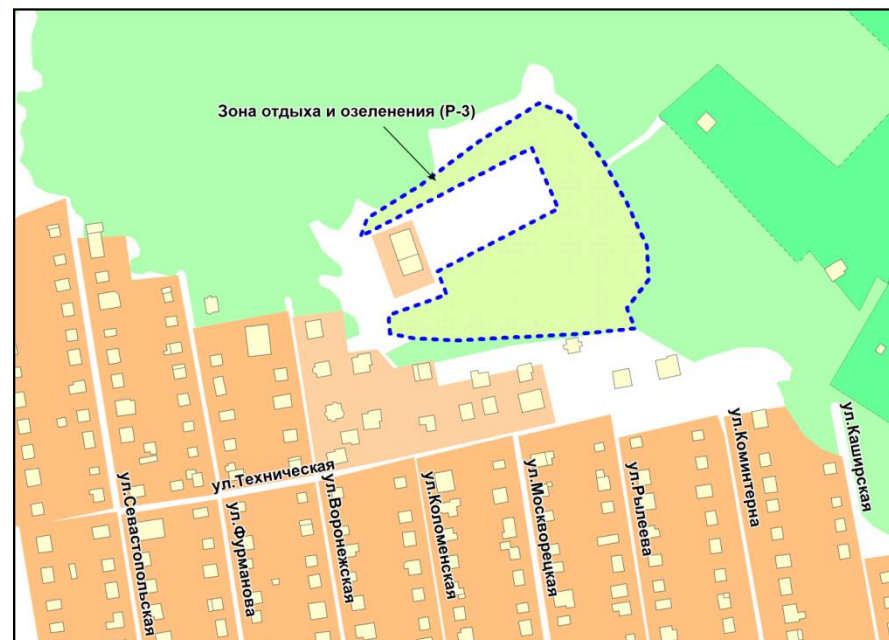 Зона отдыха и озеленения (Р-3)
ул.Техническая
ул.Севастопольская
ул.Фурманова
ул.Воронежская
ул.Коломенская
ул.Москворецкая
ул.Рылеева
ул.Коминтерна
ул.Каширская